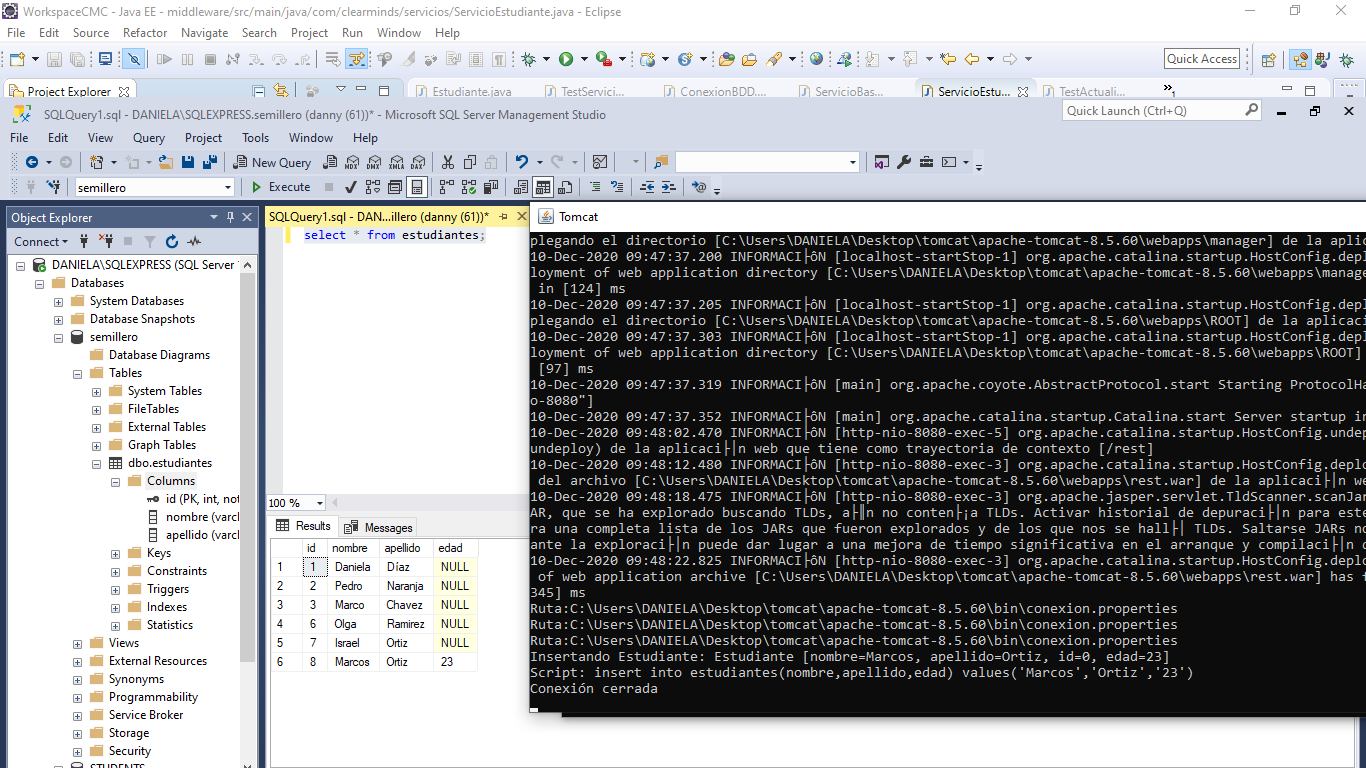 WorkspaceCMC - Java EE - middleware/src/main/java/com/clearminds/servicios/ServicioEstudiante.java - Eclipse
File Edit Source Refactor Navigate Search Project Run Window Help
Quick Access
Project Explorer
Estudiante.java TestServici... ConexionBDD.... ServicioBas... ServicioEstu... TestActuali... »1
SQLQuery1.sql - DANIELA\SQLEXPRESS.semillero (danny (61))* - Microsoft SQL Server Management Studio
Quick Launch (Ctrl+Q)
File Edit View Query Project Tools Window Help
New Query MDX DMX XMLA DAX
semillero Execute
Object Explorer
Connect
DANIELA\SQLEXPRESS (SQL Server
Databases
System Databases
Database Snapshots
semillero
Database Diagrams
Tables
System Tables
FileTables
External Tables
Graph Tables
dbo.estudiantes
Columns
id (PK, int, not
nombre (varcl
apellido (varcl
Keys
Constraints
Triggers
Indexes
Statistics
Views
External Resources
Synonyms
Programmability
Service Broker
Storage
Security
STUDENTS
SQLQuery1.sql - DAN...illero (danny (61))*
select * from estudiantes;
100 %
Results Messages
id nombre apellido edad
1 1 Daniela Díaz NULL
2 2 Pedro Naranja NULL
3 3 Marco Chavez NULL
4 6 Olga Ramirez NULL
5 7 Israel Ortiz NULL
6 8 Marcos Ortiz 23
Tomcat
plegando el directorio [C:\Users\DANIELA\Desktop\tomcat\apache-tomcat-8.5.60\webapps\manager] de la aplic
10-Dec-2020 09:47:37.200 INFORMACI├ôN [localhost-startStop-1] org.apache.catalina.startup.HostConfig.depl
loyment of web application directory [C:\Users\DANIELA\Desktop\tomcat\apache-tomcat-8.5.60\webapps\manage
in [124] ms
10-Dec-2020 09:47:37.205 INFORMACI├ôN [localhost-startStop-1] org.apache.catalina.startup.HostConfig.depl
plegando el directorio [C:\Users\DANIELA\Desktop\tomcat\apache-tomcat-8.5.60\webapps\ROOT] de la aplicaci
10-Dec-2020 09:47:37.303 INFORMACI├ôN [localhost-startStop-1] org.apache.catalina.startup.HostConfig.depl
loyment of web application directory [C:\Users\DANIELA\Desktop\tomcat\apache-tomcat-8.5.60\webapps\ROOT]
[97] ms
10-Dec-2020 09:47:37.319 INFORMACI├ôN [main] org.apache.coyote.AbstractProtocol.start Starting ProtocolHa
o-8080"]
10-Dec-2020 09:47:37.352 INFORMACI├ôN [main] org.apache.catalina.startup.Catalina.start Server startup in
10-Dec-2020 09:48:02.470 INFORMACI├ôN [http-nio-8080-exec-5] org.apache.catalina.startup.HostConfig.undep
undeploy) de la aplicaci├│n web que tiene como trayectoria de contexto [/rest]
10-Dec-2020 09:48:12.480 INFORMACI├ôN [http-nio-8080-exec-3] org.apache.catalina.startup.HostConfig.deplo
del archivo [C:\Users\DANIELA\Desktop\tomcat\apache-tomcat-8.5.60\webapps\rest.war] de la aplicaci├│n we
10-Dec-2020 09:48:18.475 INFORMACI├ôN [http-nio-8080-exec-3] org.apache.jasper.servlet.TldScanner.scanJar
AR, que se ha explorado buscando TLDs, a├║n no conten├¡a TLDs. Activar historial de depuraci├│n para este
ra una completa lista de los JARs que fueron explorados y de los que nos se hall├│ TLDs. Saltarse JARs no
ante la exploraci├│n puede dar lugar a una mejora de tiempo significativa en el arranque y compilaci├│n d
10-Dec-2020 09:48:22.825 INFORMACI├ôN [http-nio-8080-exec-3] org.apache.catalina.startup.HostConfig.deplo
of web application archive [C:\Users\DANIELA\Desktop\tomcat\apache-tomcat-8.5.60\webapps\rest.war] has f
345] ms
Ruta:C:\Users\DANIELA\Desktop\tomcat\apache-tomcat-8.5.60\bin\conexion.properties
Ruta:C:\Users\DANIELA\Desktop\tomcat\apache-tomcat-8.5.60\bin\conexion.properties
Ruta:C:\Users\DANIELA\Desktop\tomcat\apache-tomcat-8.5.60\bin\conexion.properties
Insertando Estudiante: Estudiante [nombre=Marcos, apellido=Ortiz, id=0, edad=23]
Script: insert into estudiantes(nombre,apellido,edad) values('Marcos','Ortiz','23')
Conexión cerrada